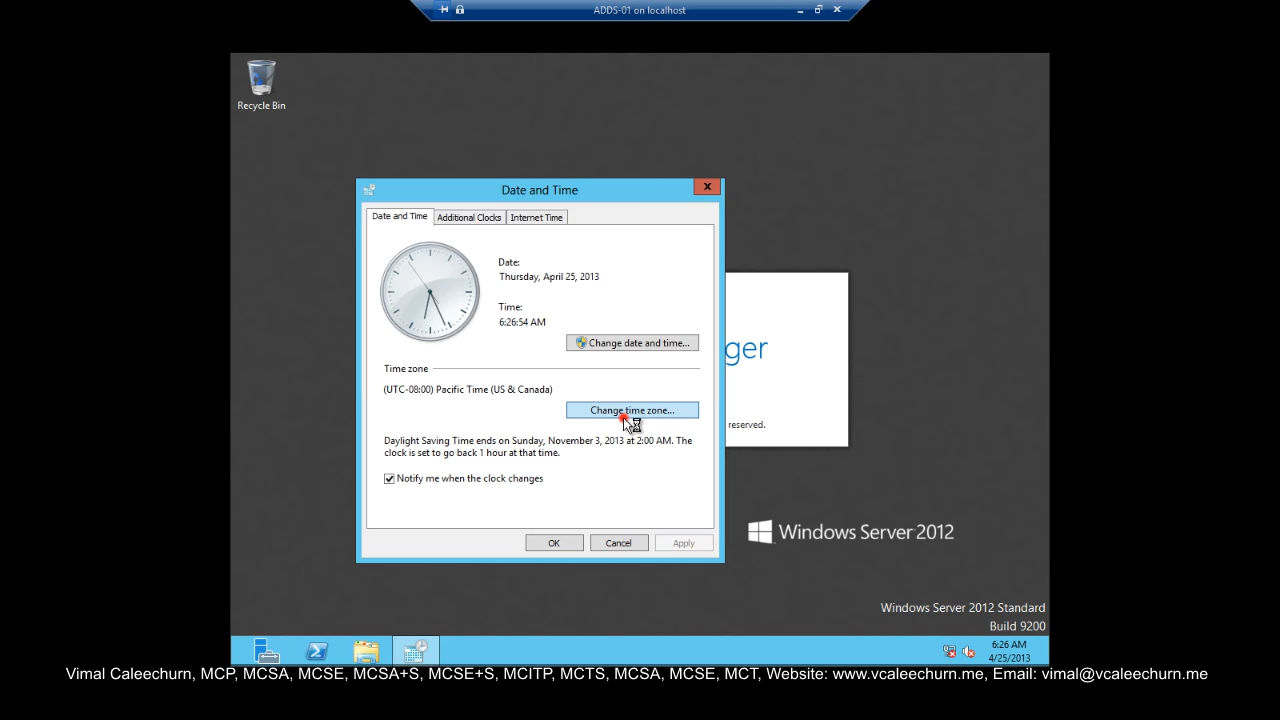 ADDS-01 on localhost
Recycle Bin
Date and Time
Date and Time
Additional Clocks
Internet Time
Date:
Thursday, April 25, 2013
Time:
6:26:54 AM
Change date and time...
Time zone
(UTC-08:00) Pacific Time (US & Canada)
Change time zone...
Daylight Saving Time ends on Sunday, November 3, 2013 at 2:00 AM. The
clock is set to go back 1 hour at that time.
Notify me when the clock changes
OK
Cancel
Apply
ger
reserved.
Windows Server 2012
Windows Server 2012 Standard
Build 9200
6:26 AM
4/25/2013
Vimal Caleechurn, MCP, MCSA, MCSE, MCSA+S, MCSE+S, MCITP, MCTS, MCSA, MCSE, MCT, Website: www.vcaleechurn.me, Email: vimal@vcaleechurn.me